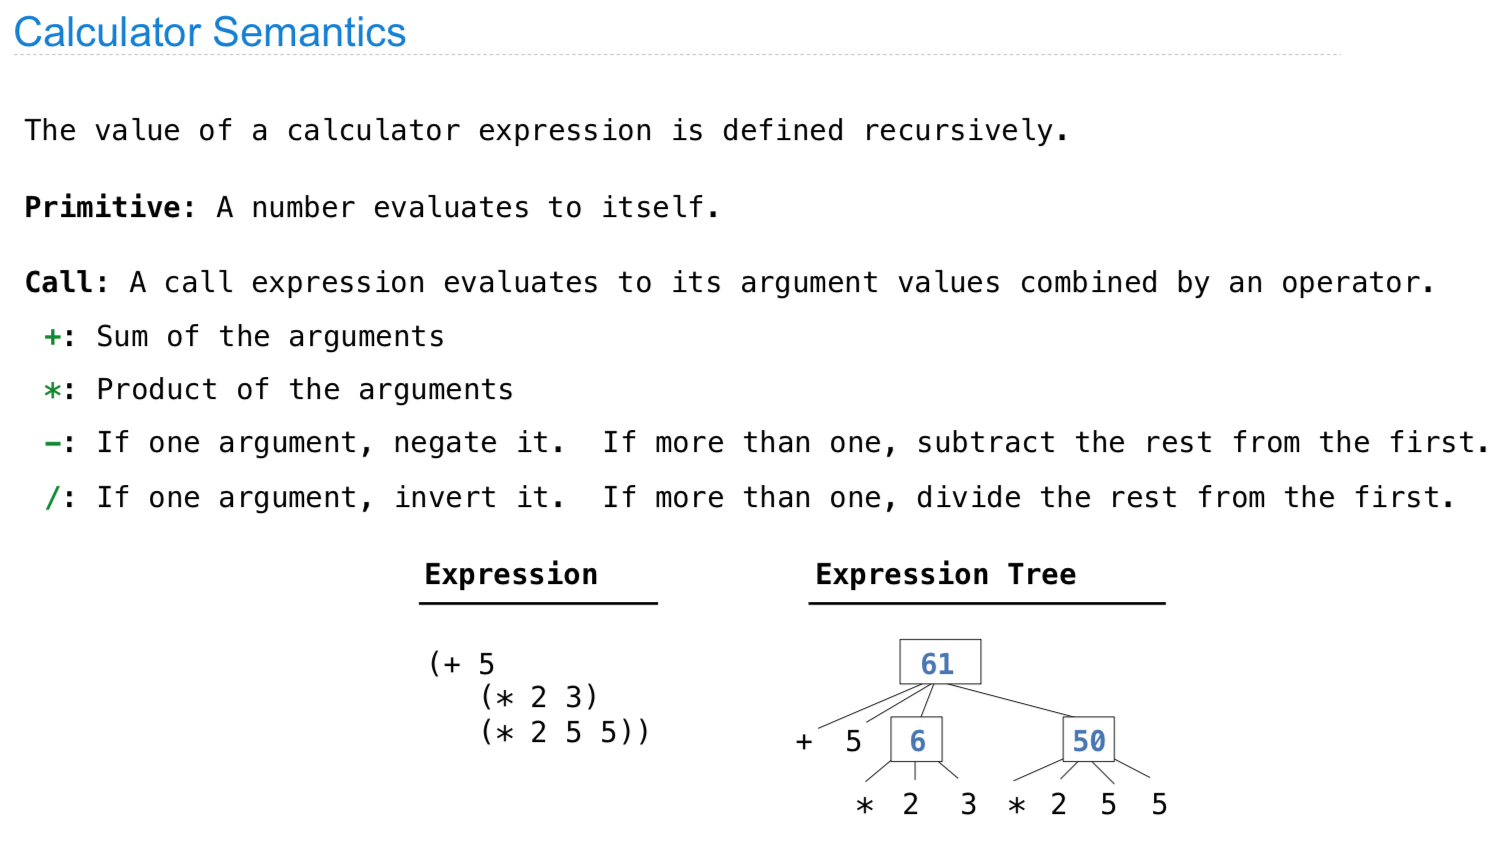 Calculator Semantics
The value of a calculator expression is defined recursively.
Primitive: A number evaluates to itself.
Call: A call expression evaluates to its argument values combined by an operator.
+: Sum of the arguments
*: Product of the arguments
-: If one argument, negate it.  If more than one, subtract the rest from the first.
/: If one argument, invert it.  If more than one, divide the rest from the first.
Expression
(+ 5
(* 2 3)
(* 2 5 5))
Expression Tree
61
+ 5 6 50
* 2 3 * 2 5 5